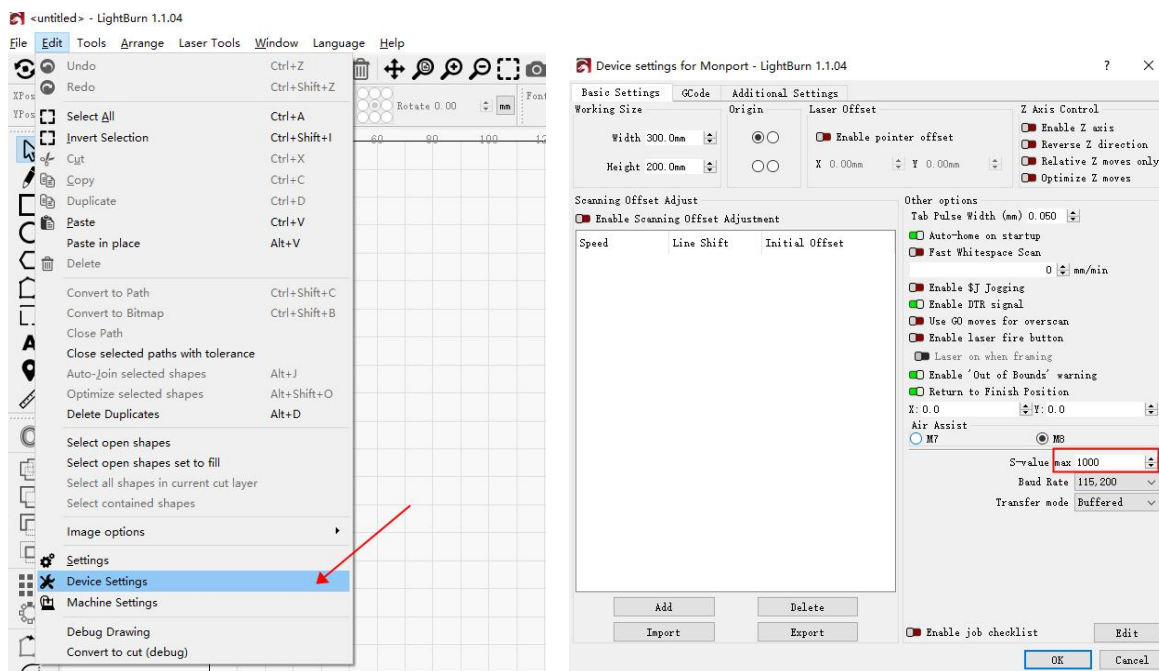 <untitled> - LightBurn 1.1.04
File Edit Tools Arrange Laser Tools Window Language Help
Undo Ctrl+Z
Redo Ctrl+Shift+Z
Select All Ctrl+A
Invert Selection Ctrl+Shift+I
Cut Ctrl+X
Copy Ctrl+C
Duplicate Ctrl+D
Paste Ctrl+V
Paste in place Alt+V
Delete
Convert to Path Ctrl+Shift+C
Convert to Bitmap Ctrl+Shift+B
Close Path
Close selected paths with tolerance
Auto-Join selected shapes Alt+J
Optimize selected shapes Alt+Shift+O
Delete Duplicates Alt+D
Select open shapes
Select open shapes set to fill
Select all shapes in current cut layer
Select contained shapes
Image options
Settings
Device Settings
Machine Settings
Debug Drawing
Convert to cut (debug)
XPos
YPos
Rotate 0.00 mm
Font
60 80 100
Device settings for Monport - LightBurn 1.1.04 ?
Basic Settings GCode Additional Settings
Working Size Origin Laser Offset Z Axis Control
Width 300.0mm
Height 200.0mm
Enable pointer offset
X 0.00mm Y 0.00mm
Enable Z axis
Reverse Z direction
Relative Z moves only
Optimize Z moves
Scanning Offset Adjust
Enable Scanning Offset Adjustment
Speed Line Shift Initial Offset
Add Delete
Import Export
Other options
Tab Pulse Width (mm) 0.050
Auto-home on startup
Fast Whitespace Scan
0 mm/min
Enable $J Jogging
Enable DTR signal
Use G0 moves for overscan
Enable laser fire button
Laser on when framing
Enable 'Out of Bounds' warning
Return to Finish Position
X: 0.0 Y: 0.0
Air Assist
M7 M8
S-value max 1000
Baud Rate 115,200
Transfer mode Buffered
Enable job checklist Edit
OK Cancel